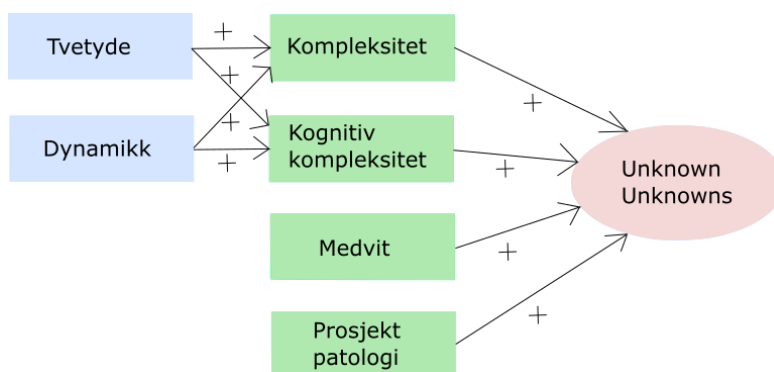 Tvetyde
+
Kompleksitet
+
+
+
+
Dynamikk
Kognitiv
kompleksitet
+
+
Unknown
Unknowns
Medvit
+
Prosjekt
patologi
+